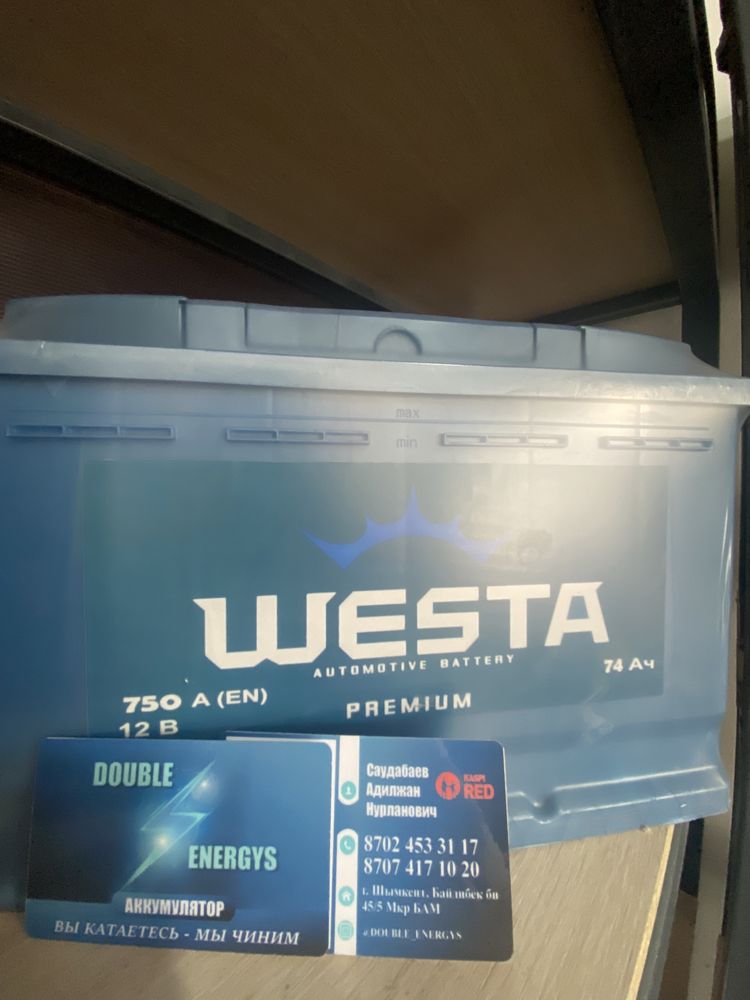 max
min
WESTA
AUTOMOTIVE BATTERY
74 Ач
750 A (EN)
PREMIUM
12 В
DOUBLE
ENERGYS
АККУМУЛЯТОР
ВЫ КАТАЕТЕСЬ - МЫ ЧИНИМ
Саудабаев
Адилжан
Нурланович
KASPI
RED
8702 453 31 17
8707 417 10 20
г. Шымкент, Байдибек би
45/5 Мкр БАМ
@DOUBLE_ENERGYS